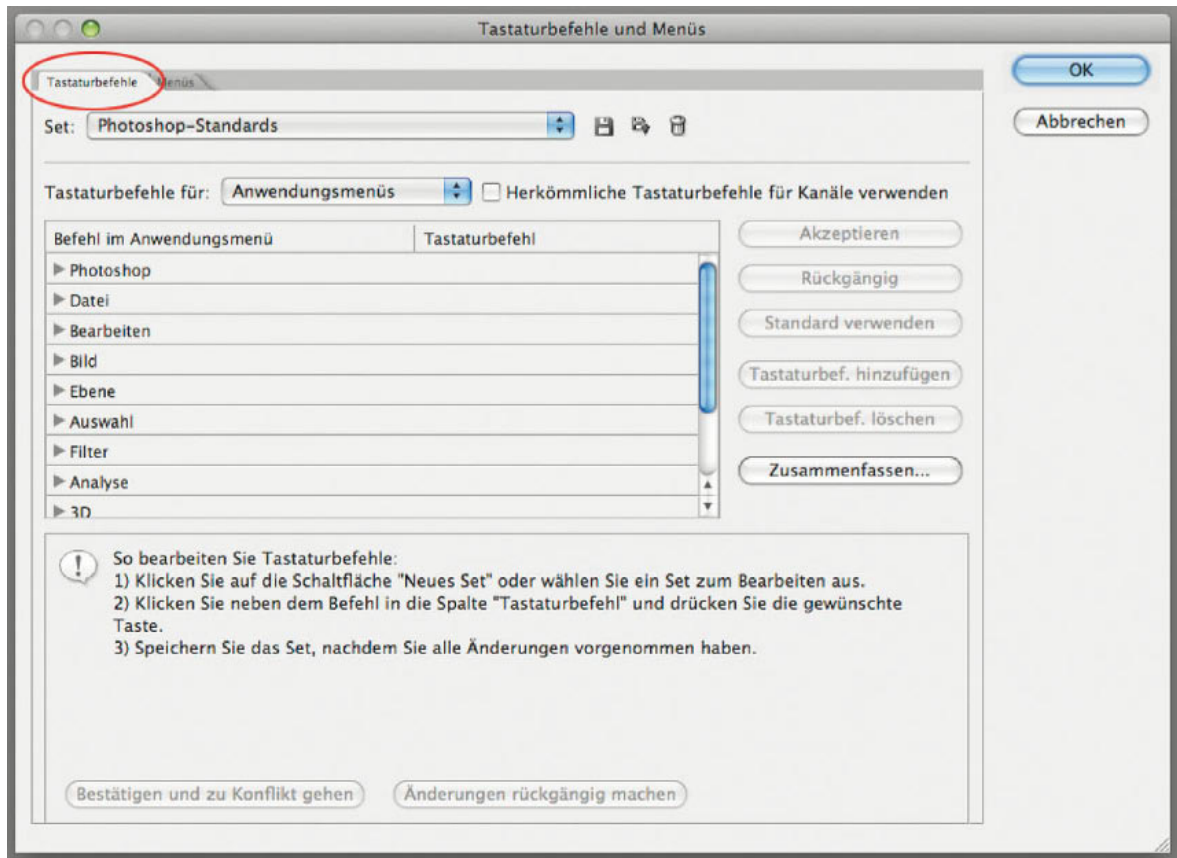 Tastaturbefehle und Menüs
Tastaturbefehle Menüs
OK
Set: Photoshop-Standards
Abbrechen
Tastaturbefehle für: Anwendungsmenüs Herkömmliche Tastaturbefehle für Kanäle verwenden
Befehl im Anwendungsmenü Tastaturbefehl
Akzeptieren
Photoshop
Rückgängig
Datei
Standard verwenden
Bearbeiten
Bild
Tastaturbef. hinzufügen
Ebene
Tastaturbef. löschen
Auswahl
Filter
Zusammenfassen...
Analyse
3D
So bearbeiten Sie Tastaturbefehle:
1) Klicken Sie auf die Schaltfläche "Neues Set" oder wählen Sie ein Set zum Bearbeiten aus.
2) Klicken Sie neben dem Befehl in die Spalte "Tastaturbefehl" und drücken Sie die gewünschte
Taste.
3) Speichern Sie das Set, nachdem Sie alle Änderungen vorgenommen haben.
Bestätigen und zu Konflikt gehen Änderungen rückgängig machen